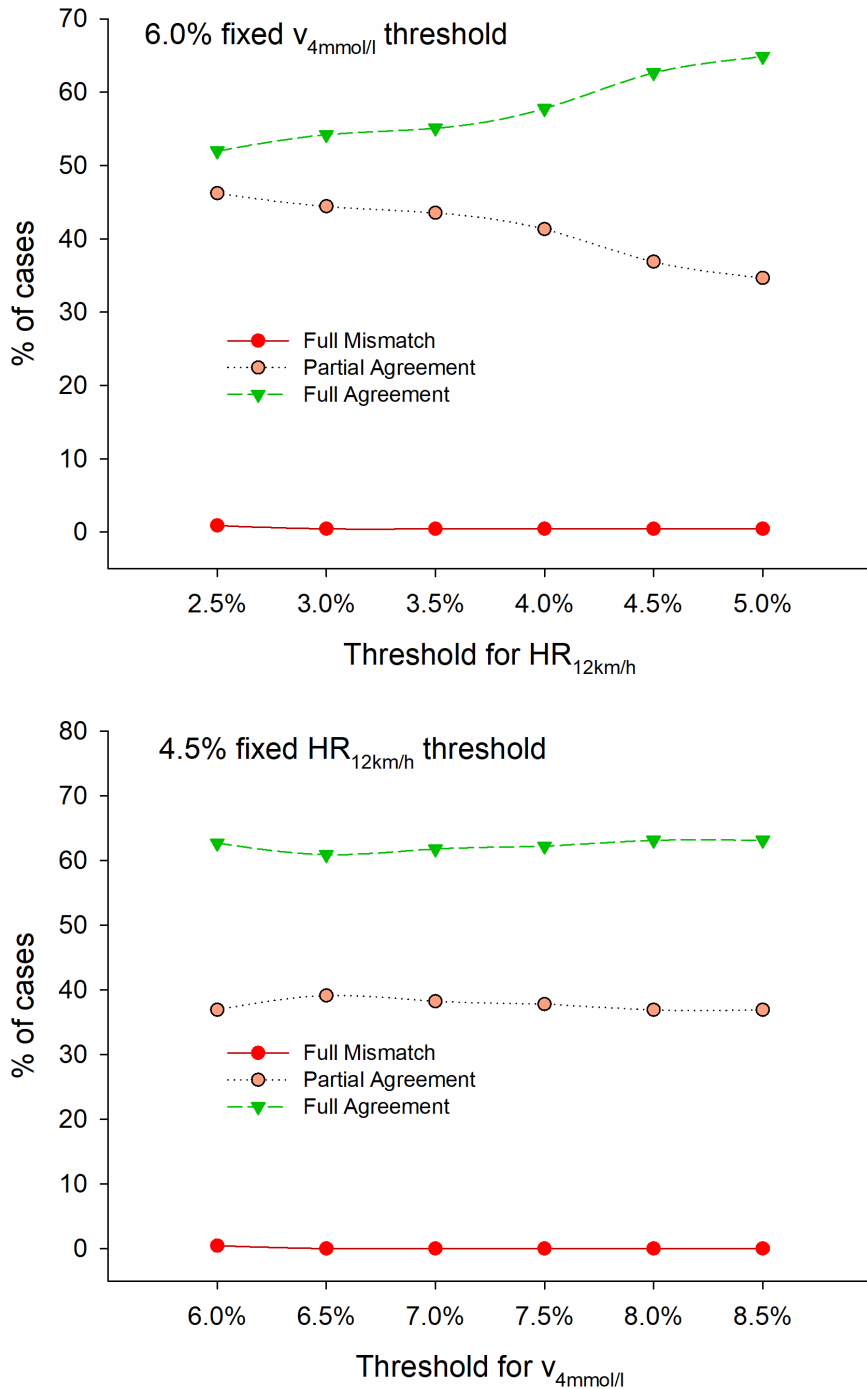 6.0% fixed v4mmol/l threshold
70
60
50
40
30
20
10
0
% of cases
Full Mismatch
Partial Agreement
Full Agreement
2.5% 3.0% 3.5% 4.0% 4.5% 5.0%
Threshold for HR12km/h
4.5% fixed HR12km/h threshold
80
70
60
50
40
30
20
10
0
% of cases
Full Mismatch
Partial Agreement
Full Agreement
6.0% 6.5% 7.0% 7.5% 8.0% 8.5%
Threshold for v4mmol/l